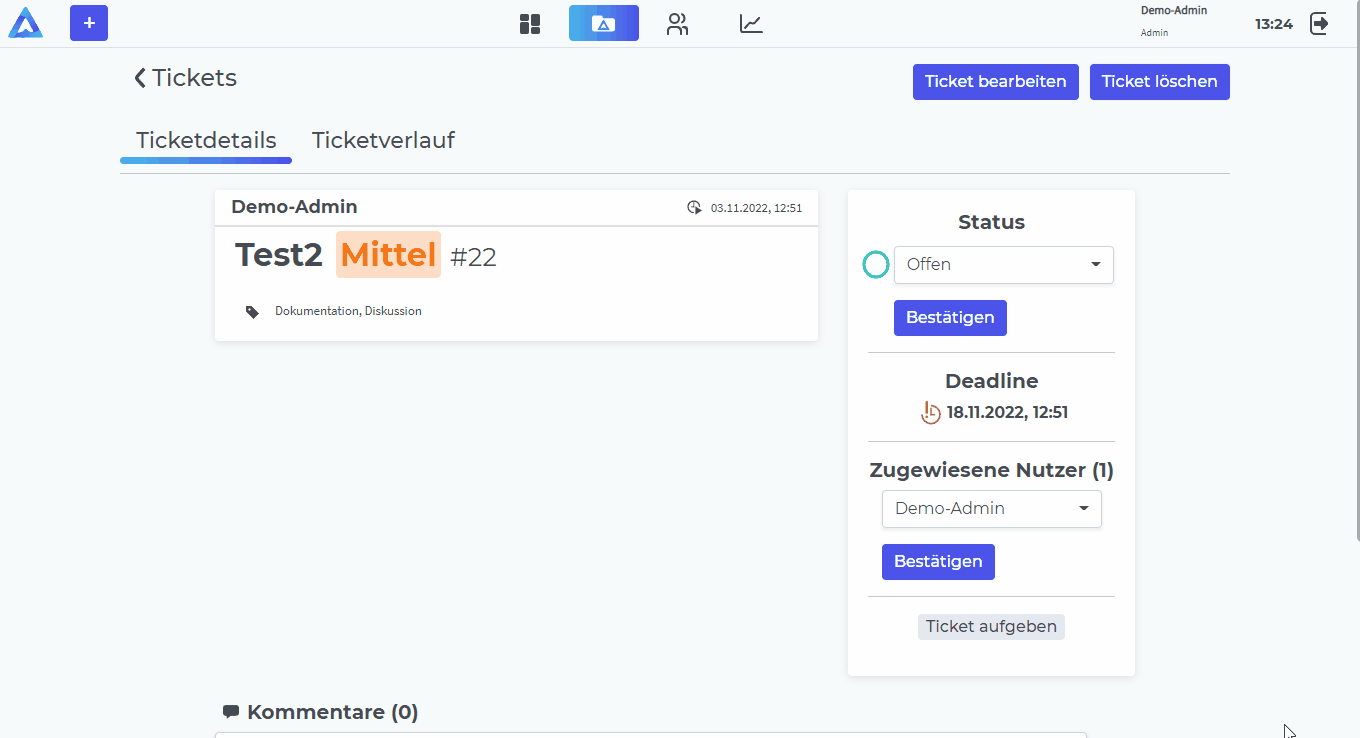 +
Demo-Admin
Admin
13:24
Tickets
Ticket bearbeiten
Ticket löschen
Ticketdetails
Ticketverlauf
Demo-Admin
03.11.2022, 12:51
Test2 Mittel #22
Dokumentation, Diskussion
Status
Offen
Bestätigen
Deadline
18.11.2022, 12:51
Zugewiesene Nutzer (1)
Demo-Admin
Bestätigen
Ticket aufgeben
Kommentare (0)